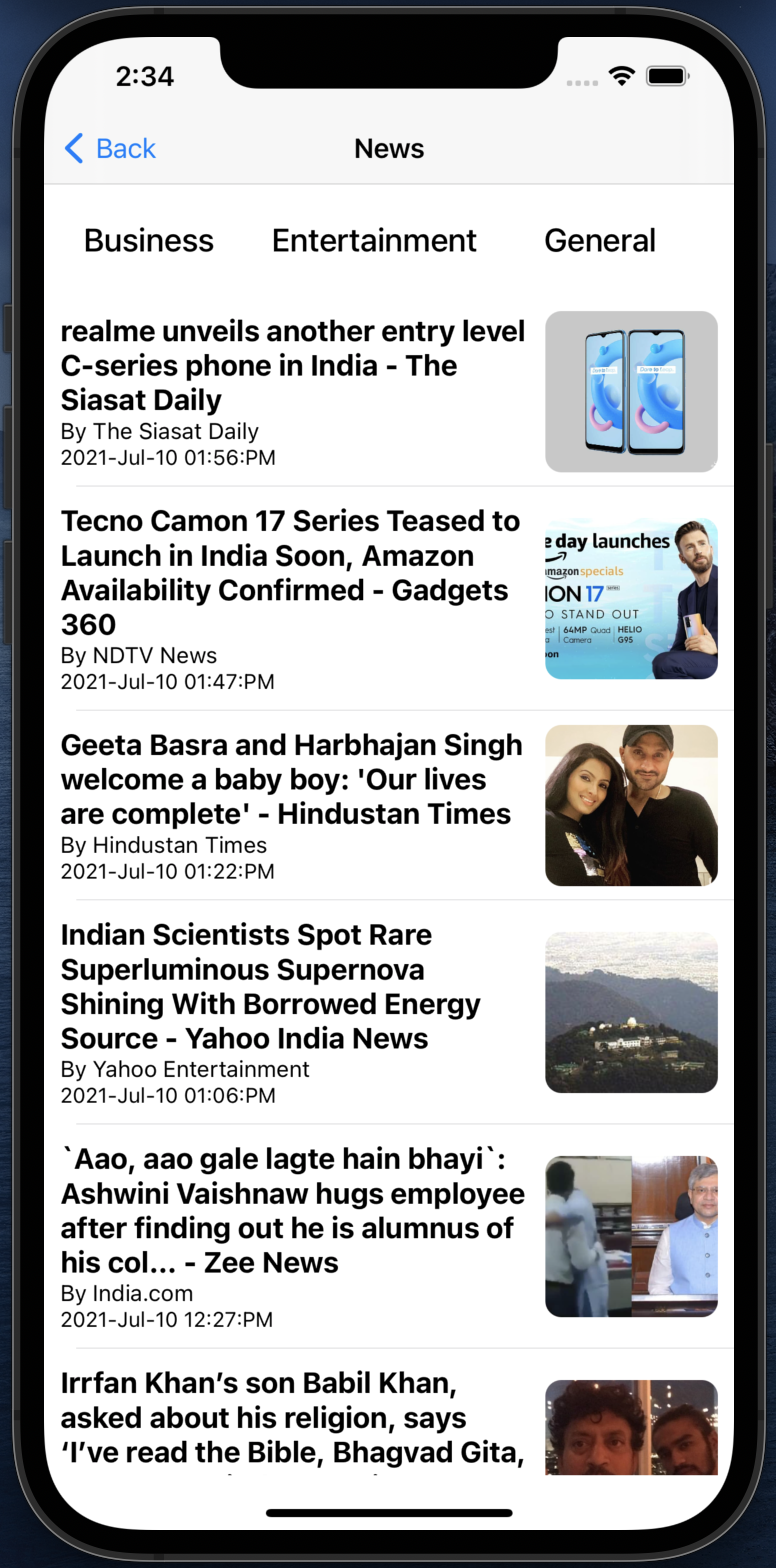 2:34
Back
News
Business Entertainment General
realme unveils another entry level
C-series phone in India - The
Siasat Daily
By The Siasat Daily
2021-Jul-10 01:56:PM
Tecno Camon 17 Series Teased to
Launch in India Soon, Amazon
Availability Confirmed - Gadgets
360
By NDTV News
2021-Jul-10 01:47:PM
e day launches
mazon specials
ION 17
O STAND OUT
64MP Quad
Camera
HELIO
G95
Geeta Basra and Harbhajan Singh
welcome a baby boy: 'Our lives
are complete' - Hindustan Times
By Hindustan Times
2021-Jul-10 01:22:PM
Indian Scientists Spot Rare
Superluminous Supernova
Shining With Borrowed Energy
Source - Yahoo India News
By Yahoo Entertainment
2021-Jul-10 01:06:PM
`Aao, aao gale lagte hain bhayi`:
Ashwini Vaishnaw hugs employee
after finding out he is alumnus of
his col... - Zee News
By India.com
2021-Jul-10 12:27:PM
Irrfan Khan’s son Babil Khan,
asked about his religion, says
‘I’ve read the Bible, Bhagvad Gita,